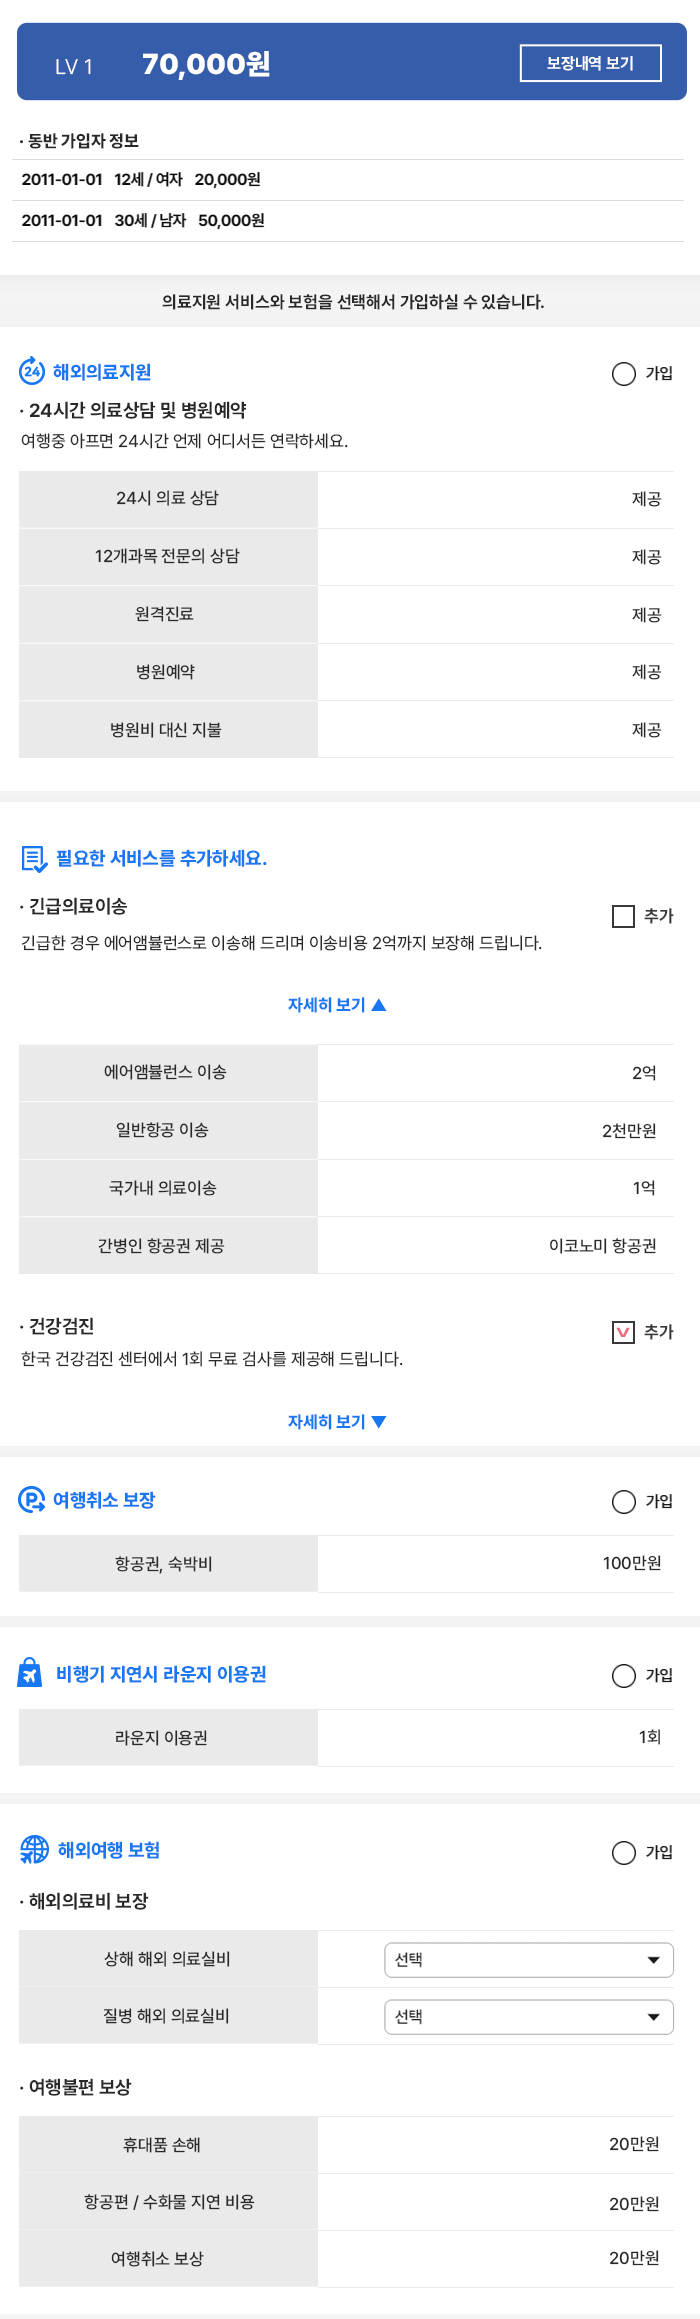 LV 1 70,000원 보장내역 보기
· 동반 가입자 정보
2011-01-01 12세 / 여자 20,000원
2011-01-01 30세 / 남자 50,000원
의료지원 서비스와 보험을 선택해서 가입하실 수 있습니다.
24 해외의료지원 가입
· 24시간 의료상담 및 병원예약
여행중 아프면 24시간 언제 어디서든 연락하세요.
24시 의료 상담 제공
12개과목 전문의 상담 제공
원격진료 제공
병원예약 제공
병원비 대신 지불 제공
필요한 서비스를 추가하세요.
· 긴급의료이송 추가
긴급한 경우 에어앰뷸런스로 이송해 드리며 이송비용 2억까지 보장해 드립니다.
자세히 보기 ▲
에어앰뷸런스 이송 2억
일반항공 이송 2천만원
국가내 의료이송 1억
간병인 항공권 제공 이코노미 항공권
· 건강검진 V 추가
한국 건강검진 센터에서 1회 무료 검사를 제공해 드립니다.
자세히 보기 ▼
P 여행취소 보장 가입
항공권, 숙박비 100만원
비행기 지연시 라운지 이용권 가입
라운지 이용권 1회
해외여행 보험 가입
· 해외의료비 보장
상해 해외 의료실비 선택 ▼
질병 해외 의료실비 선택 ▼
· 여행불편 보상
휴대품 손해 20만원
항공편 / 수화물 지연 비용 20만원
여행취소 보상 20만원